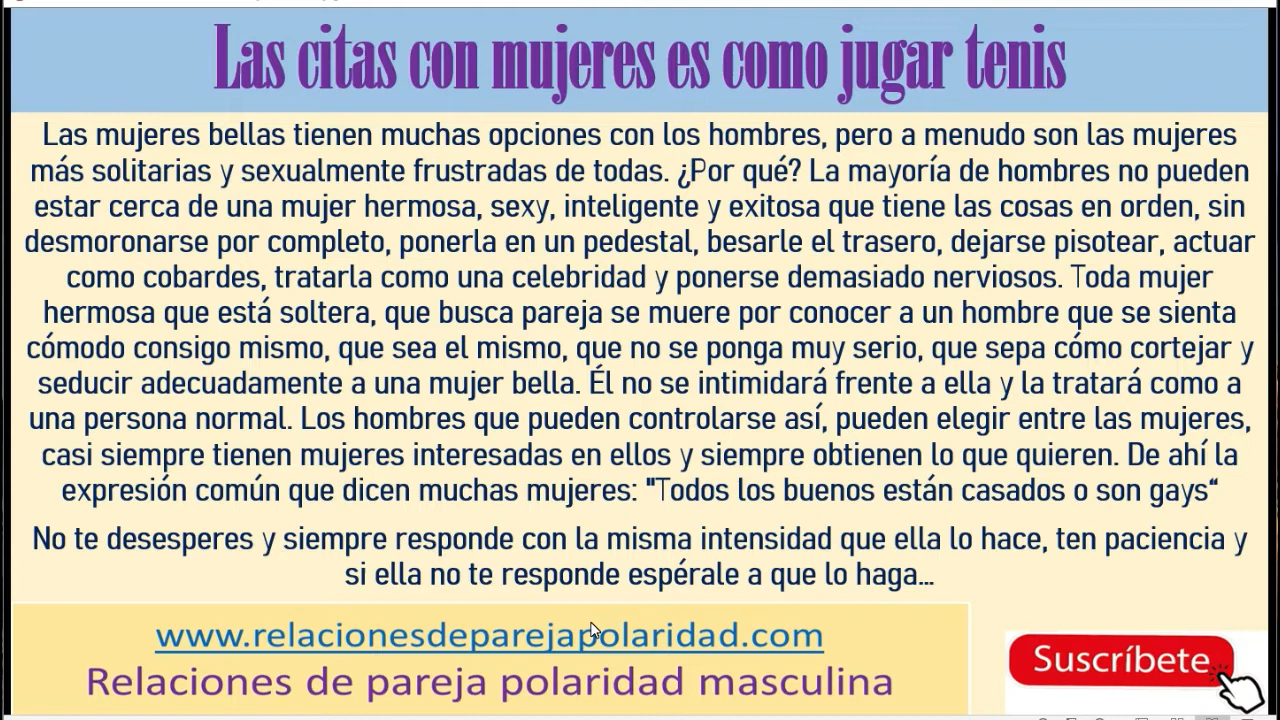 Las citas con mujeres es como jugar tenis
Las mujeres bellas tienen muchas opciones con los hombres, pero a menudo son las mujeres
más solitarias y sexualmente frustradas de todas. ¿Por qué? La mayoría de hombres no pueden
estar cerca de una mujer hermosa, sexy, inteligente y exitosa que tiene las cosas en orden, sin
desmoronarse por completo, ponerla en un pedestal, besarle el trasero, dejarse pisotear, actuar
como cobardes, tratarla como una celebridad y ponerse demasiado nerviosos. Toda mujer
hermosa que está soltera, que busca pareja se muere por conocer a un hombre que se sienta
cómodo consigo mismo, que sea el mismo, que no se ponga muy serio, que sepa cómo cortejar y
seducir adecuadamente a una mujer bella. Él no se intimidará frente a ella y la tratará como a
una persona normal. Los hombres que pueden controlarse así, pueden elegir entre las mujeres,
casi siempre tienen mujeres interesadas en ellos y siempre obtienen lo que quieren. De ahí la
expresión común que dicen muchas mujeres: "Todos los buenos están casados o son gays“
No te desesperes y siempre responde con la misma intensidad que ella lo hace, ten paciencia y
si ella no te responde espérale a que lo haga...
www.relacionesdeparejapolaridad.com
Relaciones de pareja polaridad masculina
Suscríbete